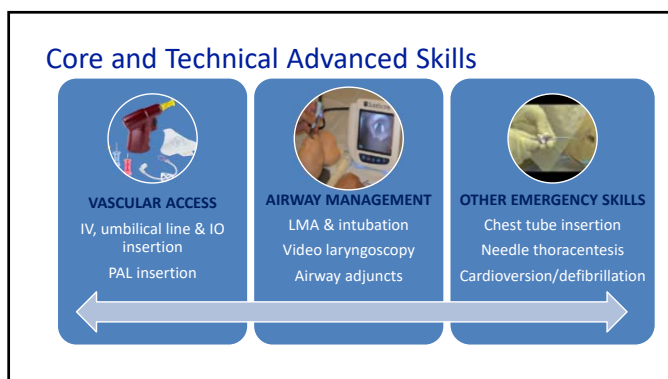 Core and Technical Advanced Skills
VASCULAR ACCESS
IV, umbilical line & IO
insertion
PAL insertion
AIRWAY MANAGEMENT
LMA & intubation
Video laryngoscopy
Airway adjuncts
OTHER EMERGENCY SKILLS
Chest tube insertion
Needle thoracentesis
Cardioversion/defibrillation